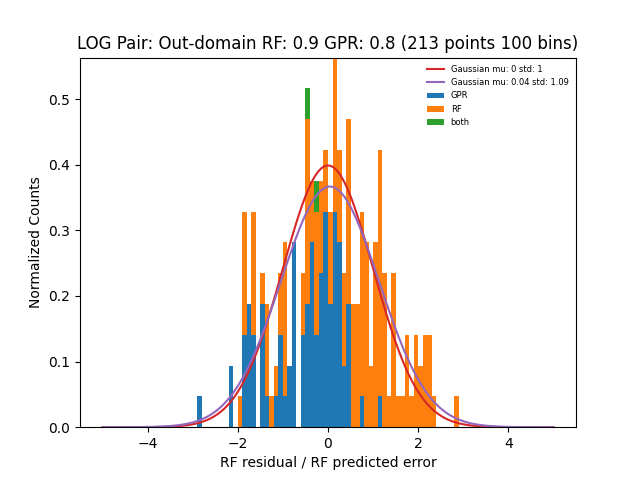 LOG Pair: Out-domain RF: 0.9 GPR: 0.8 (213 points 100 bins)
Gaussian mu: 0 std: 1
Gaussian mu: 0.04 std: 1.09
GPR
RF
both
Normalized Counts
0.5
0.4
0.3
0.2
0.1
0.0
−4
−2
0
2
4
RF residual / RF predicted error